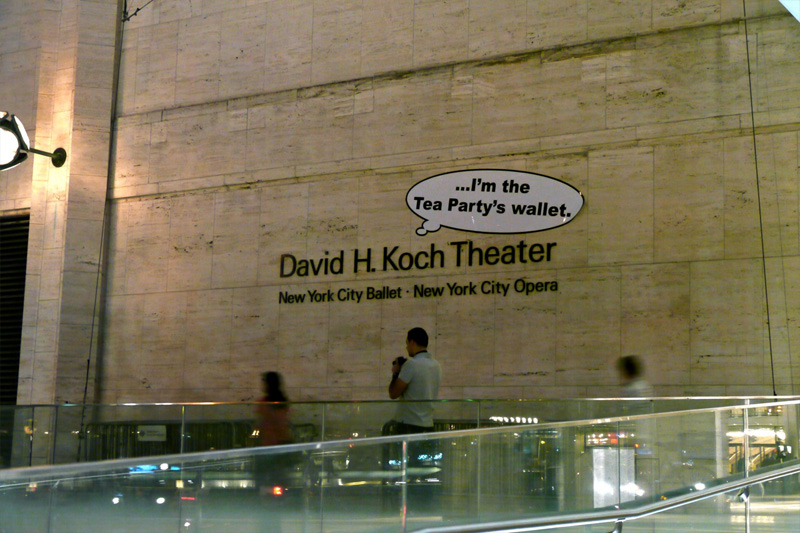 ...I'm the
Tea Party's wallet.
David H. Koch Theater
New York City Ballet · New York City Opera